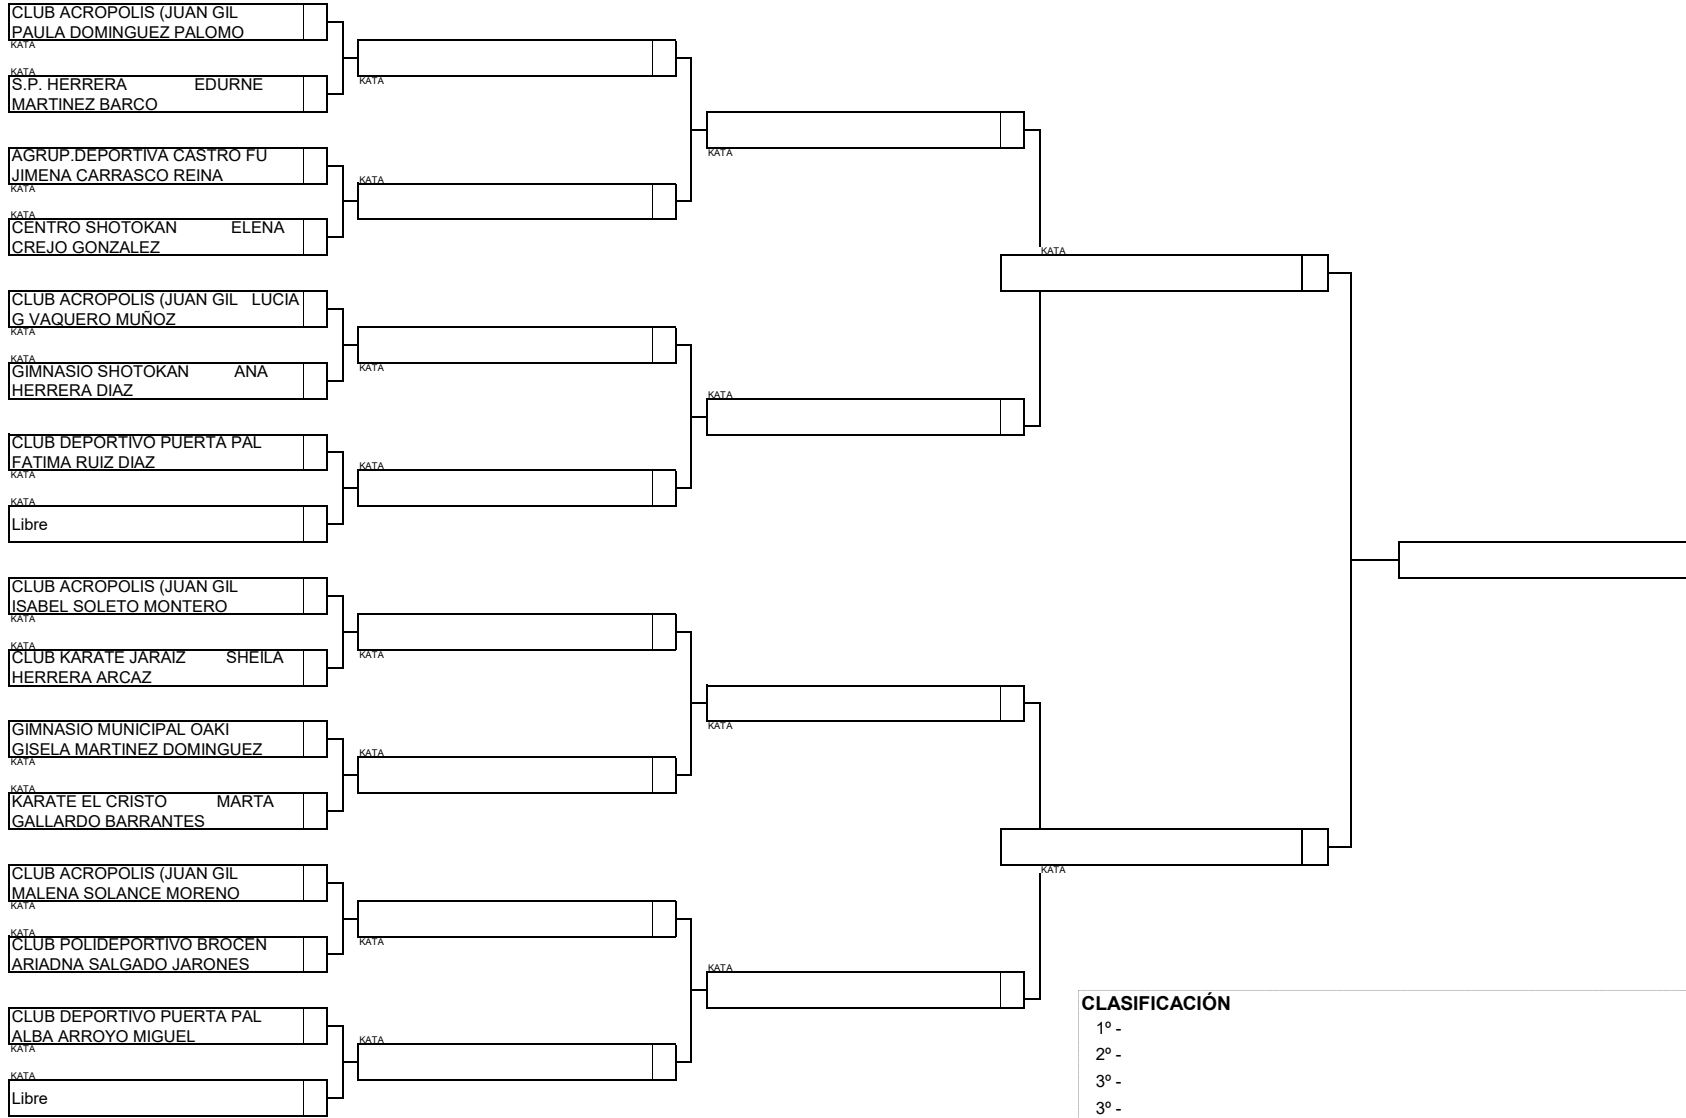 CLUB ACROPOLIS (JUAN GIL
PAULA DOMINGUEZ PALOMO
KATA
KATA
S.P. HERRERA EDURNE
MARTINEZ BARCO
KATA
AGRUP.DEPORTIVA CASTRO FU
JIMENA CARRASCO REINA
KATA
KATA
CENTRO SHOTOKAN ELENA
CREJO GONZALEZ
KATA
KATA
KATA
CLUB ACROPOLIS (JUAN GIL LUCIA
G VAQUERO MUÑOZ
KATA
KATA
GIMNASIO SHOTOKAN ANA
HERRERA DIAZ
KATA
KATA
CLUB DEPORTIVO PUERTA PAL
FATIMA RUIZ DIAZ
KATA
KATA
Libre
KATA
CLUB ACROPOLIS (JUAN GIL
ISABEL SOLETO MONTERO
KATA
KATA
CLUB KARATE JARAIZ SHEILA
HERRERA ARCAZ
KATA
GIMNASIO MUNICIPAL OAKI
GISELA MARTINEZ DOMINGUEZ
KATA
KATA
KARATE EL CRISTO MARTA
GALLARDO BARRANTES
KATA
KATA
CLUB ACROPOLIS (JUAN GIL
MALENA SOLANCE MORENO
KATA
KATA
CLUB POLIDEPORTIVO BROCEN
ARIADNA SALGADO JARONES
KATA
KATA
KATA
CLUB DEPORTIVO PUERTA PAL
ALBA ARROYO MIGUEL
KATA
KATA
Libre
KATA
CLASIFICACIÓN
1º -
2º -
3º -
3º -